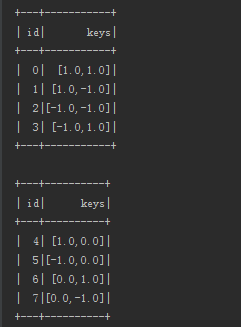 +---+-----------+
| id|       keys|
+---+-----------+
|  0|  [1.0,1.0]|
|  1| [1.0,-1.0]|
|  2|[-1.0,-1.0]|
|  3| [-1.0,1.0]|
+---+-----------+
+---+----------+
| id|      keys|
+---+----------+
|  4| [1.0,0.0]|
|  5|[-1.0,0.0]|
|  6| [0.0,1.0]|
|  7|[0.0,-1.0]|
+---+----------+